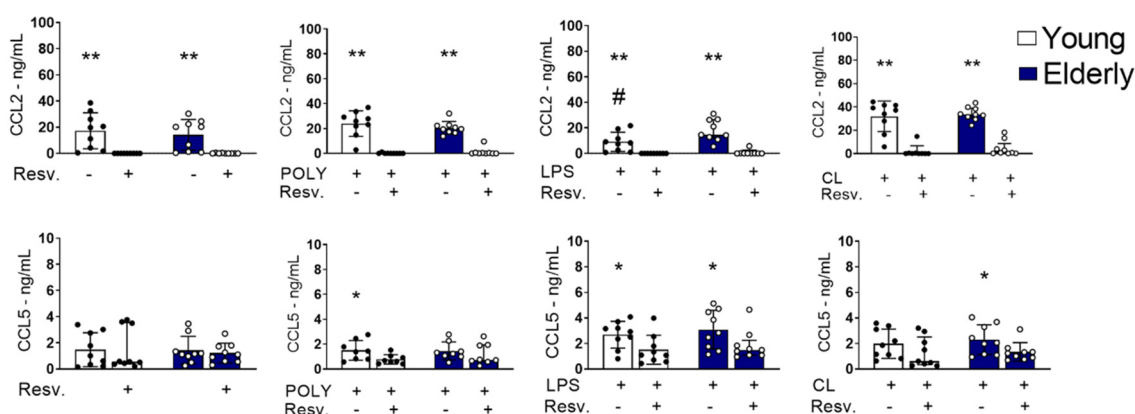 CCL2 - ng/mL
100
80
60
40
20
0
** **
Resv. - + - +
CCL2 - ng/mL
100
80
60
40
20
0
** **
POLY + + + +
Resv. - + - +
CCL2 - ng/mL
100
80
60
40
20
0
** **
#
LPS + + + +
Resv. - + - +
CCL2 - ng/mL
100
80
60
40
20
0
** **
CL + + + +
Resv. - + - +
Young
Elderly
CCL5 - ng/mL
10
8
6
4
2
0
Resv. - + - +
CCL5 - ng/mL
10
8
6
4
2
0
*
POLY + + + +
Resv. - + - +
CCL5 - ng/mL
10
8
6
4
2
0
* *
LPS + + + +
Resv. - + - +
CCL5 - ng/mL
10
8
6
4
2
0
*
CL + + + +
Resv. - + - +